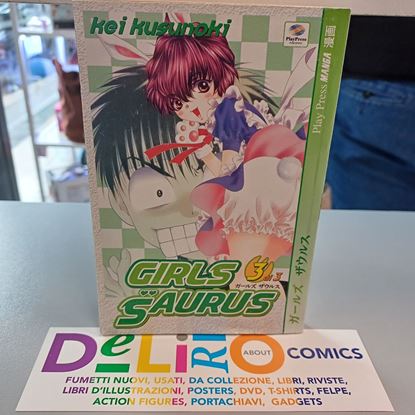 kei kusunoki
PlayPress
Play Press MANGA 漫画
GIRLS
SAURUS
3 di 3
ガールズ ザウルス
ガールズ ザウルス
DeLiRiO ABOUT COMICS
FUMETTI NUOVI, USATI, DA COLLEZIONE, LIBRI, RIVISTE,
LIBRI D'ILLUSTRAZIONI, POSTERS, DVD, T-SHIRTS, FELPE,
ACTION FIGURES, PORTACHIAVI, GADGETS